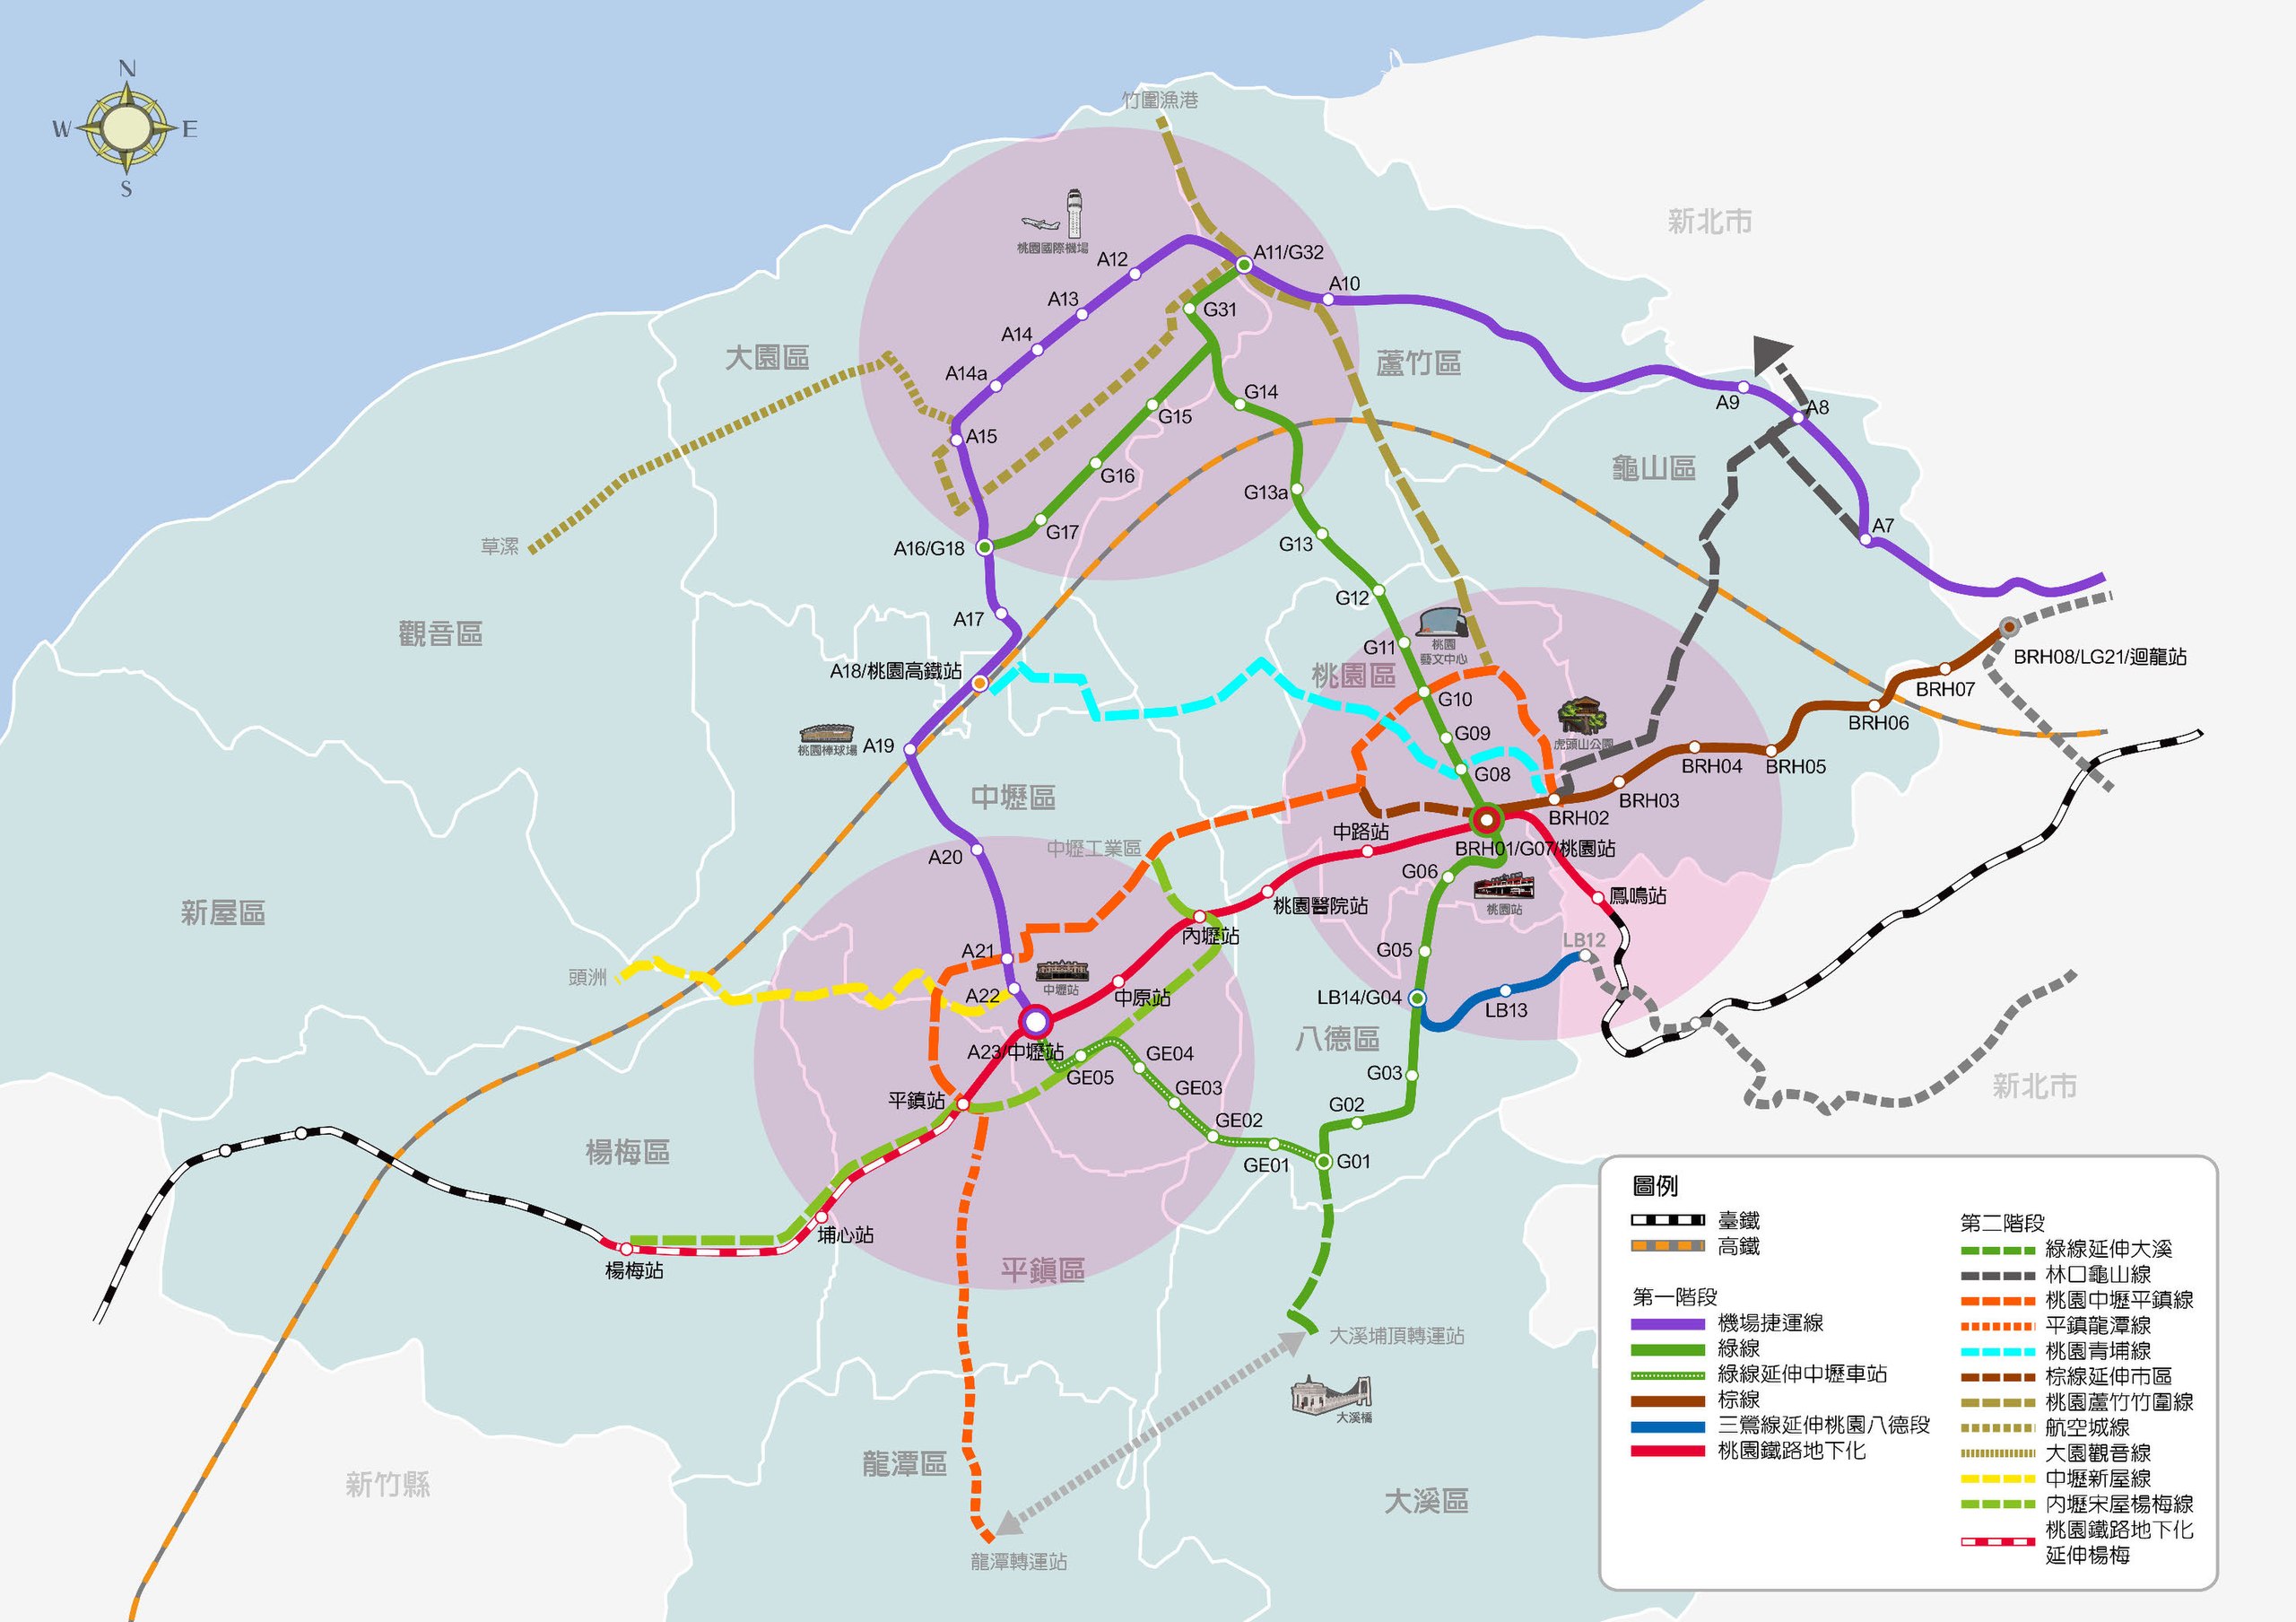 N
W
E
S
竹圍漁港
新北市
桃園國際機場
A12
A11/G32
A10
A13
G31
A14
大園區
蘆竹區
A14a
G14
A9
A8
G15
A15
龜山區
G16
G13a
A7
G17
草漯
A16/G18
G13
G12
A17
觀音區
桃園
藝文中心
G11
BRH08/LG21/迴龍站
A18/桃園高鐵站
桃園區
BRH07
G10
BRH06
G09
虎頭山公園
A19
桃園棒球場
BRH04
BRH05
G08
中壢區
BRH03
BRH02
中路站
中壢工業區
BRH01/G07/桃園站
A20
G06
鳳鳴站
桃園站
桃園醫院站
新屋區
內壢站
LB12
A21
G05
頭洲
中壢站
A22
中原站
LB14/G04
LB13
八德區
A23/中壢站
GE04
GE05
G03
新北市
GE03
平鎮站
G02
GE02
楊梅區
GE01
G01
埔心站
楊梅站
平鎮區
大溪埔頂轉運站
大溪橋
龍潭區
新竹縣
大溪區
龍潭轉運站
圖例
臺鐵
高鐵
第一階段
機場捷運線
綠線
綠線延伸中壢車站
棕線
三鶯線延伸桃園八德段
桃園鐵路地下化
第二階段
綠線延伸大溪
林口龜山線
桃園中壢平鎮線
平鎮龍潭線
桃園青埔線
棕線延伸市區
桃園蘆竹竹圍線
航空城線
大園觀音線
中壢新屋線
內壢宋屋楊梅線
桃園鐵路地下化
延伸楊梅